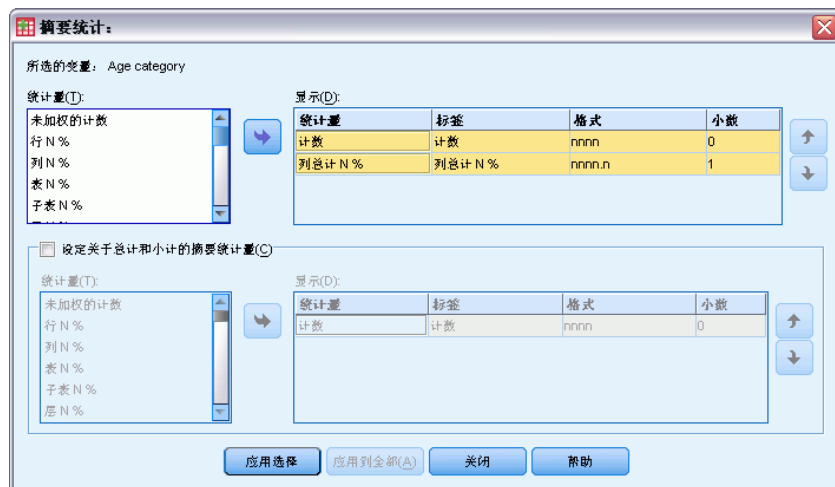 摘要统计：
所选的变量： Age category
统计量(T):
未加权的计数
行 N %
列 N %
表 N %
子表 N %
显示(D):
统计量 标签 格式 小数
计数 计数 nnnn 0
列总计 N % 列总计 N % nnnn.n 1
设定关于总计和小计的摘要统计量(C)
统计量(T):
未加权的计数
行 N %
列 N %
表 N %
子表 N %
层 N %
显示(D):
统计量 标签 格式 小数
计数 计数 nnnn 0
应用选择 应用到全部(A) 关闭 帮助